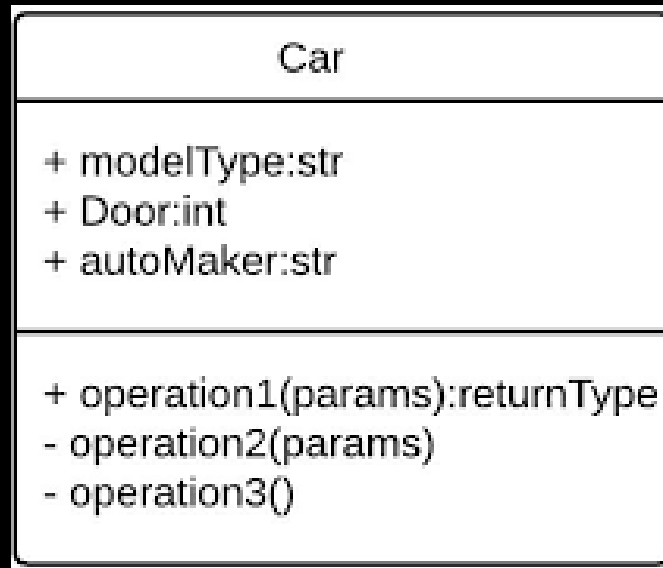 Car
+ modelType:str
+ Door:int
+ autoMaker:str
+ operation1(params):returnType
- operation2(params)
- operation3()